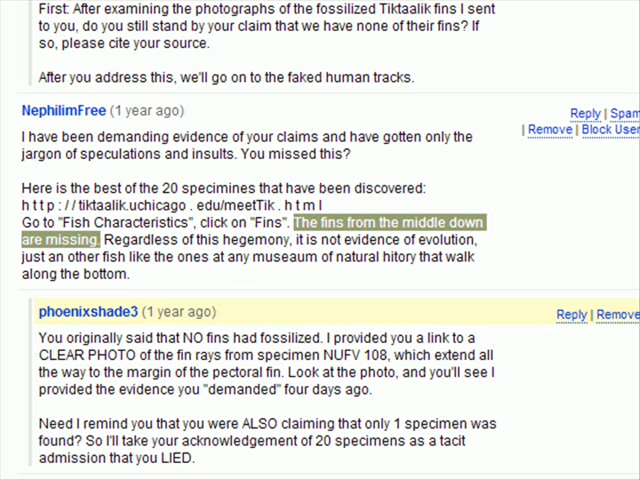 First: After examining the photographs of the fossilized Tiktaalik fins I sent
to you, do you still stand by your claim that we have none of their fins? If
so, please cite your source.
After you address this, we'll go on to the faked human tracks.
NephilimFree (1 year ago)
Reply | Spam
| Remove | Block User
I have been demanding evidence of your claims and have gotten only the
jargon of speculations and insults. You missed this?
Here is the best of the 20 specimines that have been discovered:
h t t p : / / tiktaalik.uchicago . edu/meetTik . h t m l
Go to "Fish Characteristics", click on "Fins". The fins from the middle down
are missing. Regardless of this hegemony, it is not evidence of evolution,
just an other fish like the ones at any museaum of natural hitory that walk
along the bottom.
phoenixshade3 (1 year ago)
Reply | Remove
You originally said that NO fins had fossilized. I provided you a link to a
CLEAR PHOTO of the fin rays from specimen NUFV 108, which extend all
the way to the margin of the pectoral fin. Look at the photo, and you'll see I
provided the evidence you "demanded" four days ago.
Need I remind you that you were ALSO claiming that only 1 specimen was
found? So I'll take your acknowledgement of 20 specimens as a tacit
admission that you LIED.